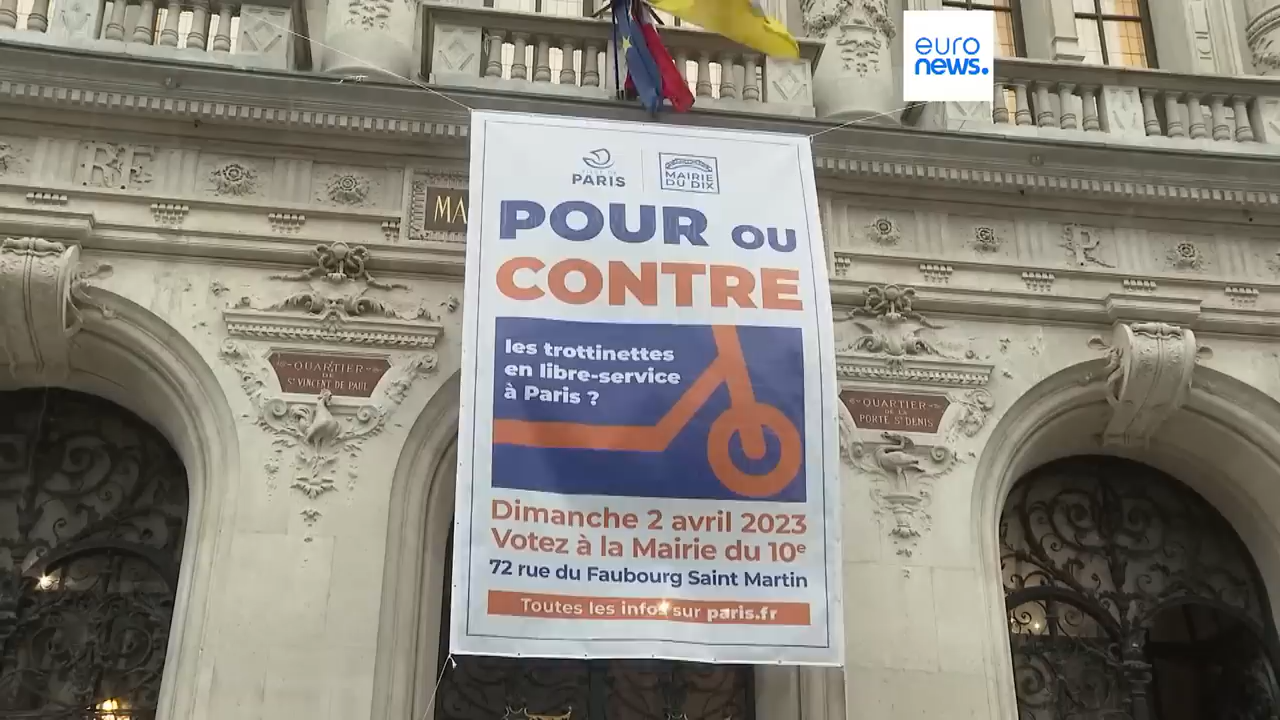 euro
news.
PARIS
MAIRIE
DU DIX
POUR OU
CONTRE
les trottinettes
en libre-service
à Paris ?
Dimanche 2 avril 2023
Votez à la Mairie du 10e
72 rue du Faubourg Saint Martin
Toutes les infos sur paris.fr
RF
MA
QUARTIER
DE
ST VINCENT DE PAUL
QUARTIER
DE LA
PORTE ST DENIS